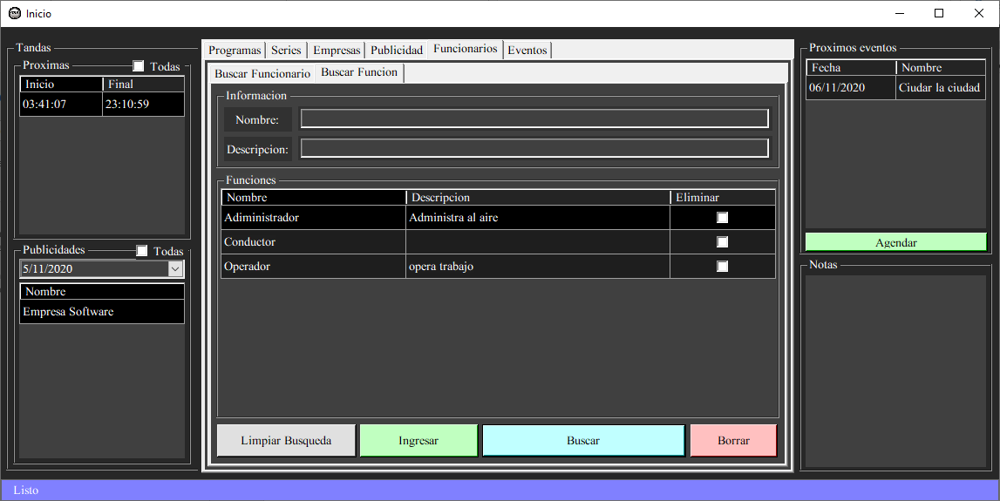 Inicio
Tandas
Proximas
Todas
Inicio Final
03:41:07 23:10:59
Publicidades
Todas
5/11/2020
Nombre
Empresa Software
Programas Series Empresas Publicidad Funcionarios Eventos
Buscar Funcionario Buscar Funcion
Informacion
Nombre:
Descripcion:
Funciones
Nombre Descripcion Eliminar
Adiministrador Administra al aire
Conductor
Operador opera trabajo
Limpiar Busqueda Ingresar Buscar Borrar
Proximos eventos
Fecha Nombre
06/11/2020 Ciudar la ciudad
Agendar
Notas
Listo